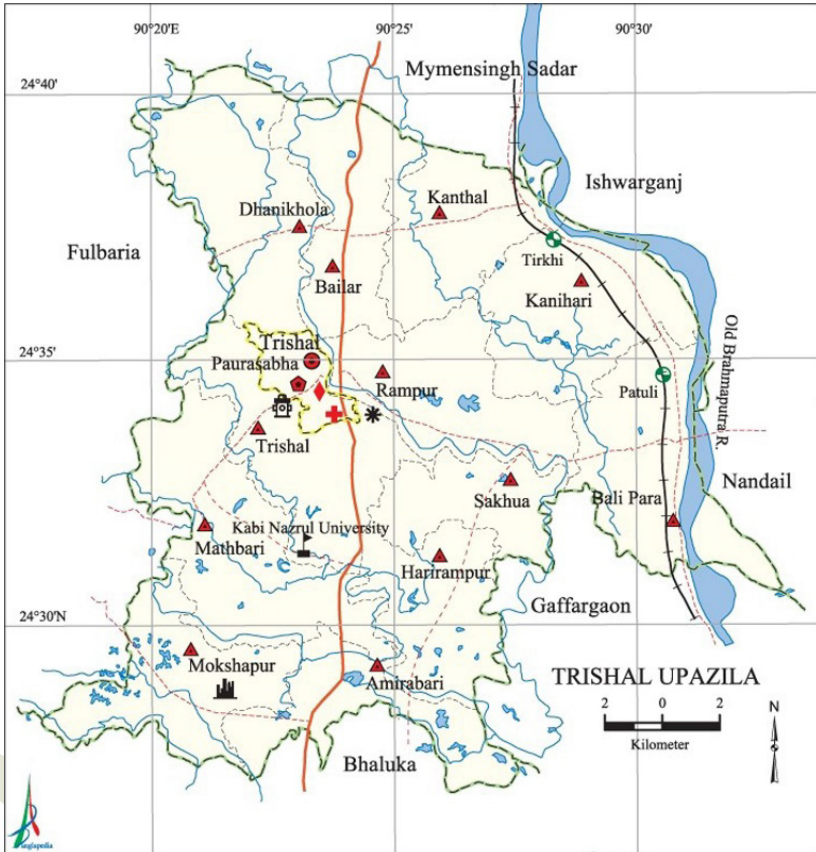 90°20'E
90°25'
90°30'
24°40'
Mymensingh Sadar
Ishwarganj
Kanthal
Dhanikhola
Fulbaria
Tirkhi
Bailar
Kanihari
Old Brahmaputra R.
24°35'
Trishal
Paurasabha
Rampur
Patuli
Trishal
Sakhua
Nandail
Bali Para
Kabi Nazrul University
Mathbari
Harirampur
24°30'N
Gaffargaon
Mokshapur
Amirabari
TRISHAL UPAZILA
N
2 0 2
Kilometer
Bhaluka
anglapedia